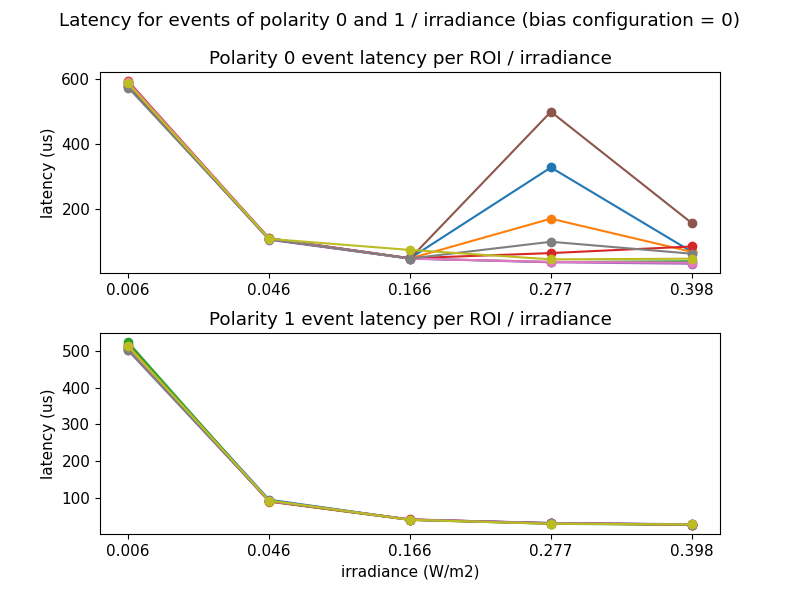 Latency for events of polarity 0 and 1 / irradiance (bias configuration = 0)
Polarity 0 event latency per ROI / irradiance
latency (us)
600
400
200
0.006 0.046 0.166 0.277 0.398
Polarity 1 event latency per ROI / irradiance
latency (us)
500
400
300
200
100
0.006 0.046 0.166 0.277 0.398
irradiance (W/m2)